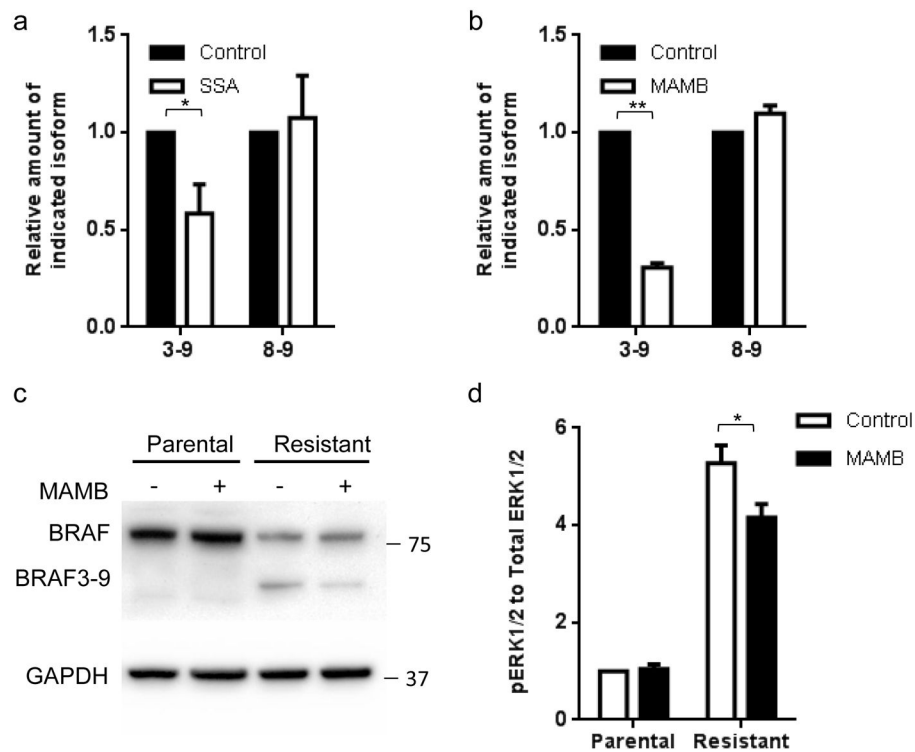 a
1.5
1.0
0.5
0.0
Relative amount of
indicated isoform
Control
SSA
*
3-9
8-9
b
1.5
1.0
0.5
0.0
Relative amount of
indicated isoform
Control
MAMB
**
3-9
8-9
c
Parental
Resistant
MAMB
- + - +
BRAF
75
BRAF3-9
GAPDH
37
d
6
4
2
0
pERK1/2 to Total ERK1/2
*
Control
MAMB
Parental
Resistant